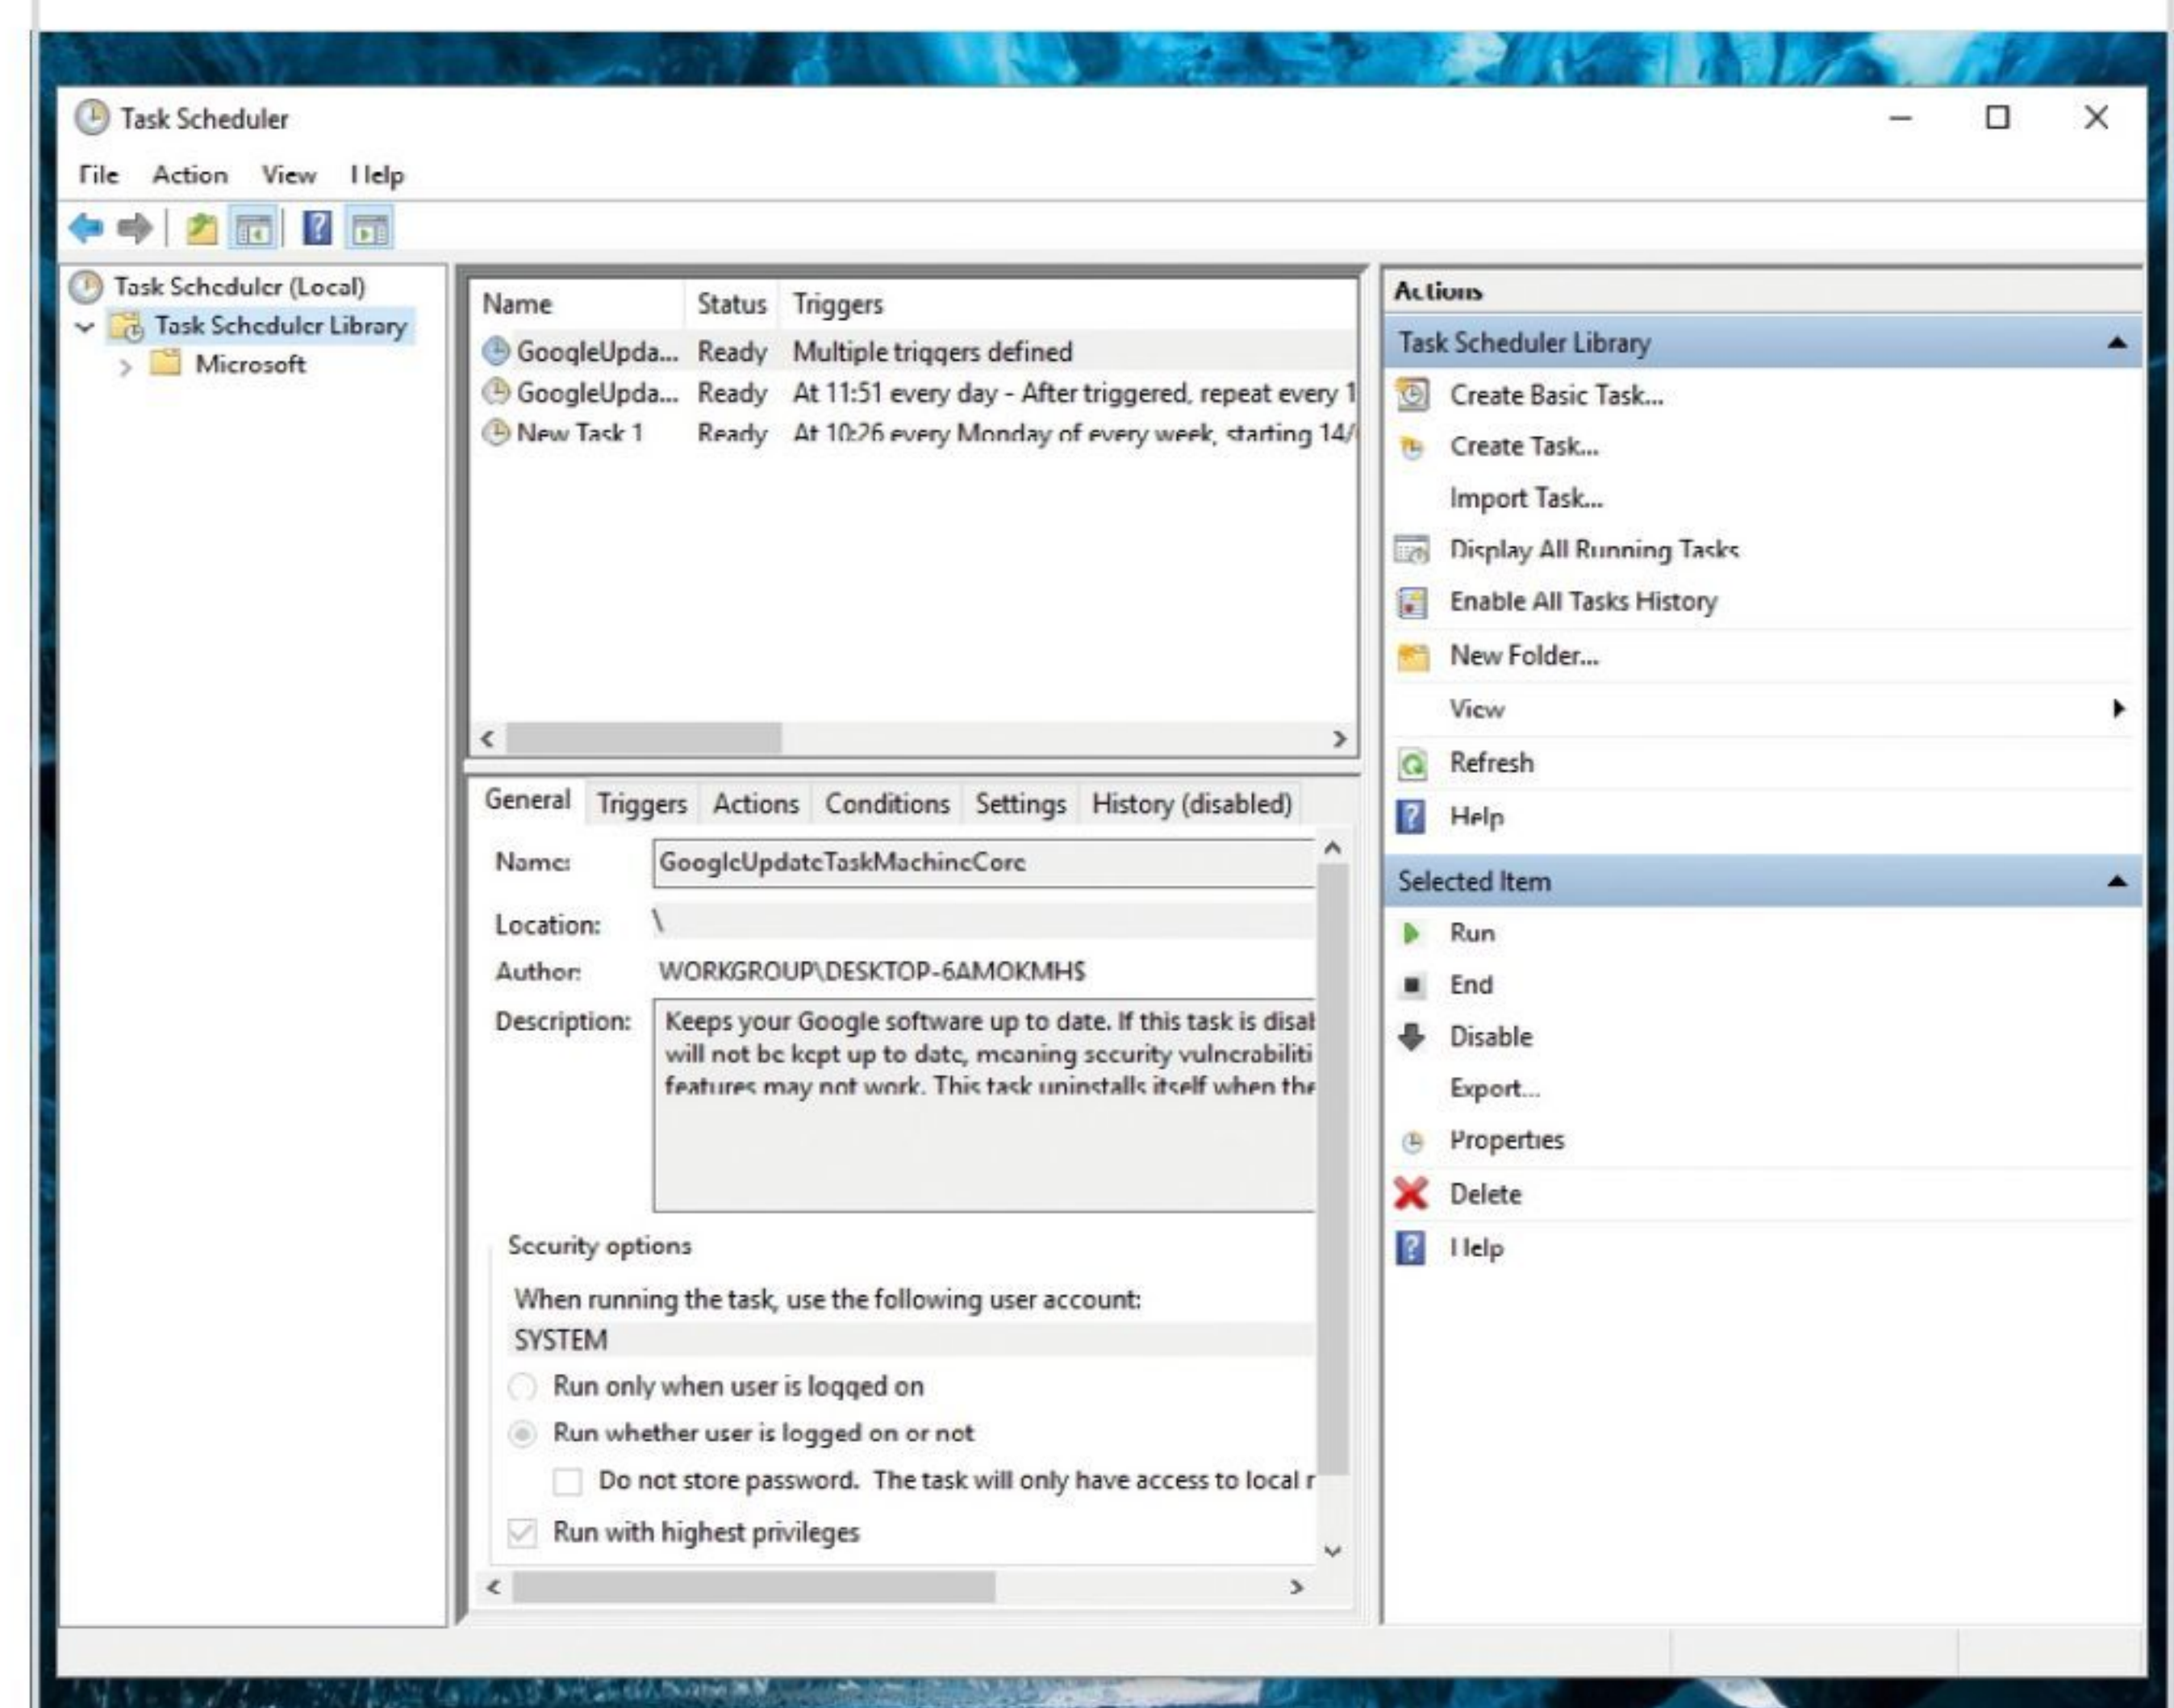 Task Scheduler
File Action View Help
Task Scheduler (Local)
Task Scheduler Library
Microsoft
Name Status Triggers
GoogleUpda... Ready Multiple triggers defined
GoogleUpda... Ready At 11:51 every day - After triggered, repeat every 1
New Task 1 Ready At 10:26 every Monday of every week, starting 14/
General Triggers Actions Conditions Settings History (disabled)
Name: GoogleUpdateTaskMachineCore
Location: \
Author: WORKGROUP\DESKTOP-6AMOKMH$
Description: Keeps your Google software up to date. If this task is disab
will not be kept up to date, meaning security vulnerabiliti
features may not work. This task uninstalls itself when the
Security options
When running the task, use the following user account:
SYSTEM
Run only when user is logged on
Run whether user is logged on or not
Do not store password. The task will only have access to local r
Run with highest privileges
Actions
Task Scheduler Library
Create Basic Task...
Create Task...
Import Task...
Display All Running Tasks
Enable All Tasks History
New Folder...
View
Refresh
Help
Selected Item
Run
End
Disable
Export...
Properties
Delete
Help